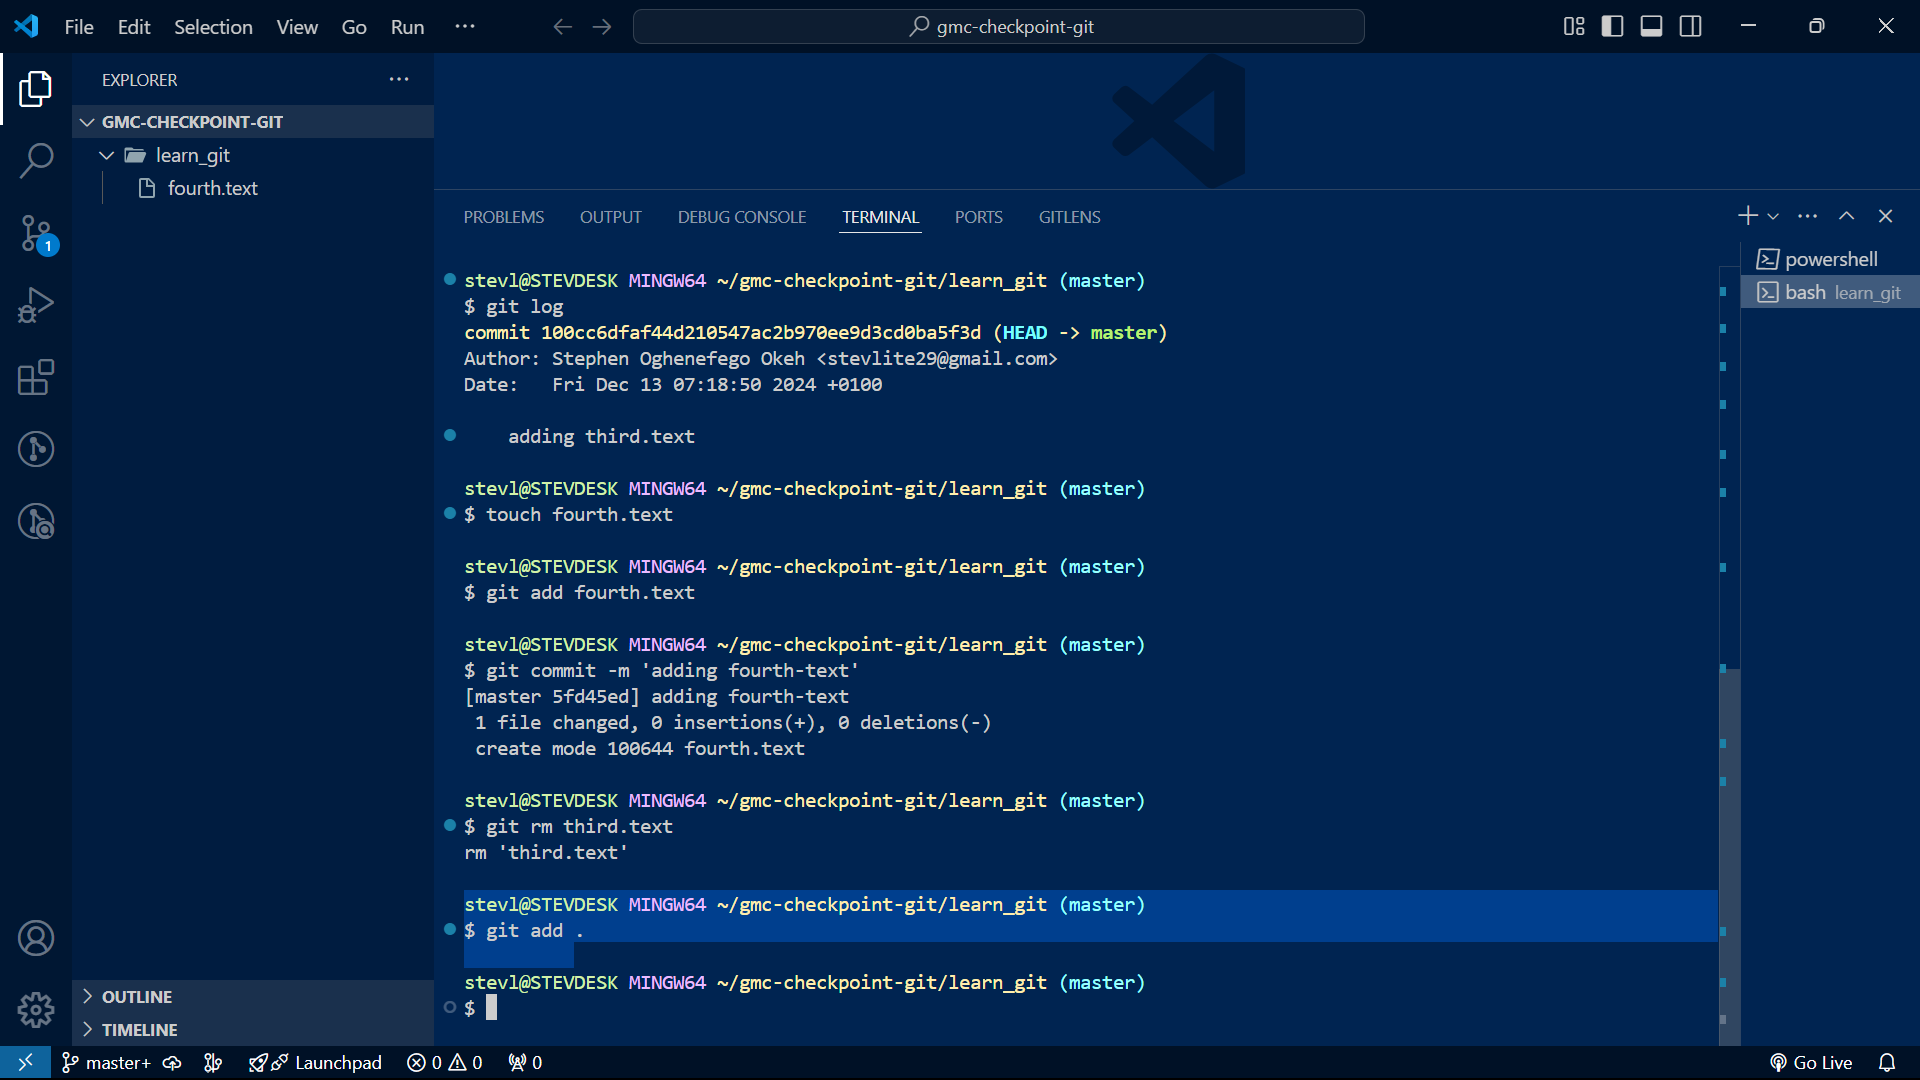 File Edit Selection View Go Run ···
gmc-checkpoint-git
EXPLORER
GMC-CHECKPOINT-GIT
learn_git
fourth.text
1
OUTLINE
TIMELINE
PROBLEMS OUTPUT DEBUG CONSOLE TERMINAL PORTS GITLENS
powershell
bash learn_git
stevl@STEVDESK MINGW64 ~/gmc-checkpoint-git/learn_git (master)
$ git log
commit 100cc6dfaf44d210547ac2b970ee9d3cd0ba5f3d (HEAD -> master)
Author: Stephen Oghenefego Okeh <stevlite29@gmail.com>
Date:   Fri Dec 13 07:18:50 2024 +0100
adding third.text
stevl@STEVDESK MINGW64 ~/gmc-checkpoint-git/learn_git (master)
$ touch fourth.text
stevl@STEVDESK MINGW64 ~/gmc-checkpoint-git/learn_git (master)
$ git add fourth.text
stevl@STEVDESK MINGW64 ~/gmc-checkpoint-git/learn_git (master)
$ git commit -m 'adding fourth-text'
[master 5fd45ed] adding fourth-text
1 file changed, 0 insertions(+), 0 deletions(-)
create mode 100644 fourth.text
stevl@STEVDESK MINGW64 ~/gmc-checkpoint-git/learn_git (master)
$ git rm third.text
rm 'third.text'
stevl@STEVDESK MINGW64 ~/gmc-checkpoint-git/learn_git (master)
$ git add .
stevl@STEVDESK MINGW64 ~/gmc-checkpoint-git/learn_git (master)
$
master+ Launchpad 0 0 0 Go Live